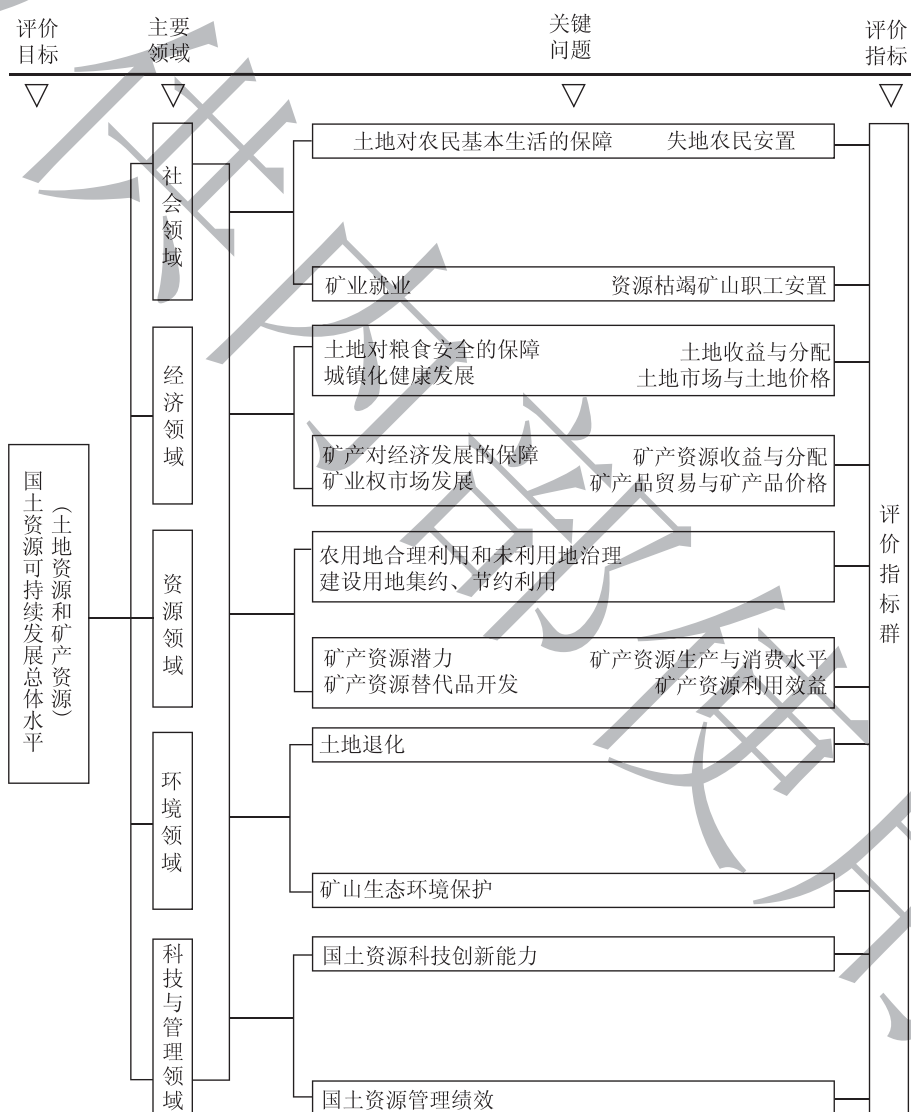 评价
目标
主要
领域
关键
问题
评价
指标
国土资源可持续发展总体水平
（土地资源和矿产资源）
社会领域
土地对农民基本生活的保障 失地农民安置
矿业就业 资源枯竭矿山职工安置
经济领域
土地对粮食安全的保障 土地收益与分配
城镇化健康发展 土地市场与土地价格
矿产对经济发展的保障 矿产资源收益与分配
矿业权市场发展 矿产品贸易与矿产品价格
资源领域
农用地合理利用和未利用地治理
建设用地集约、节约利用
矿产资源潜力 矿产资源生产与消费水平
矿产资源替代品开发 矿产资源利用效益
环境领域
土地退化
矿山生态环境保护
科技与管理领域
国土资源科技创新能力
国土资源管理绩效
评价指标群
供内部使用